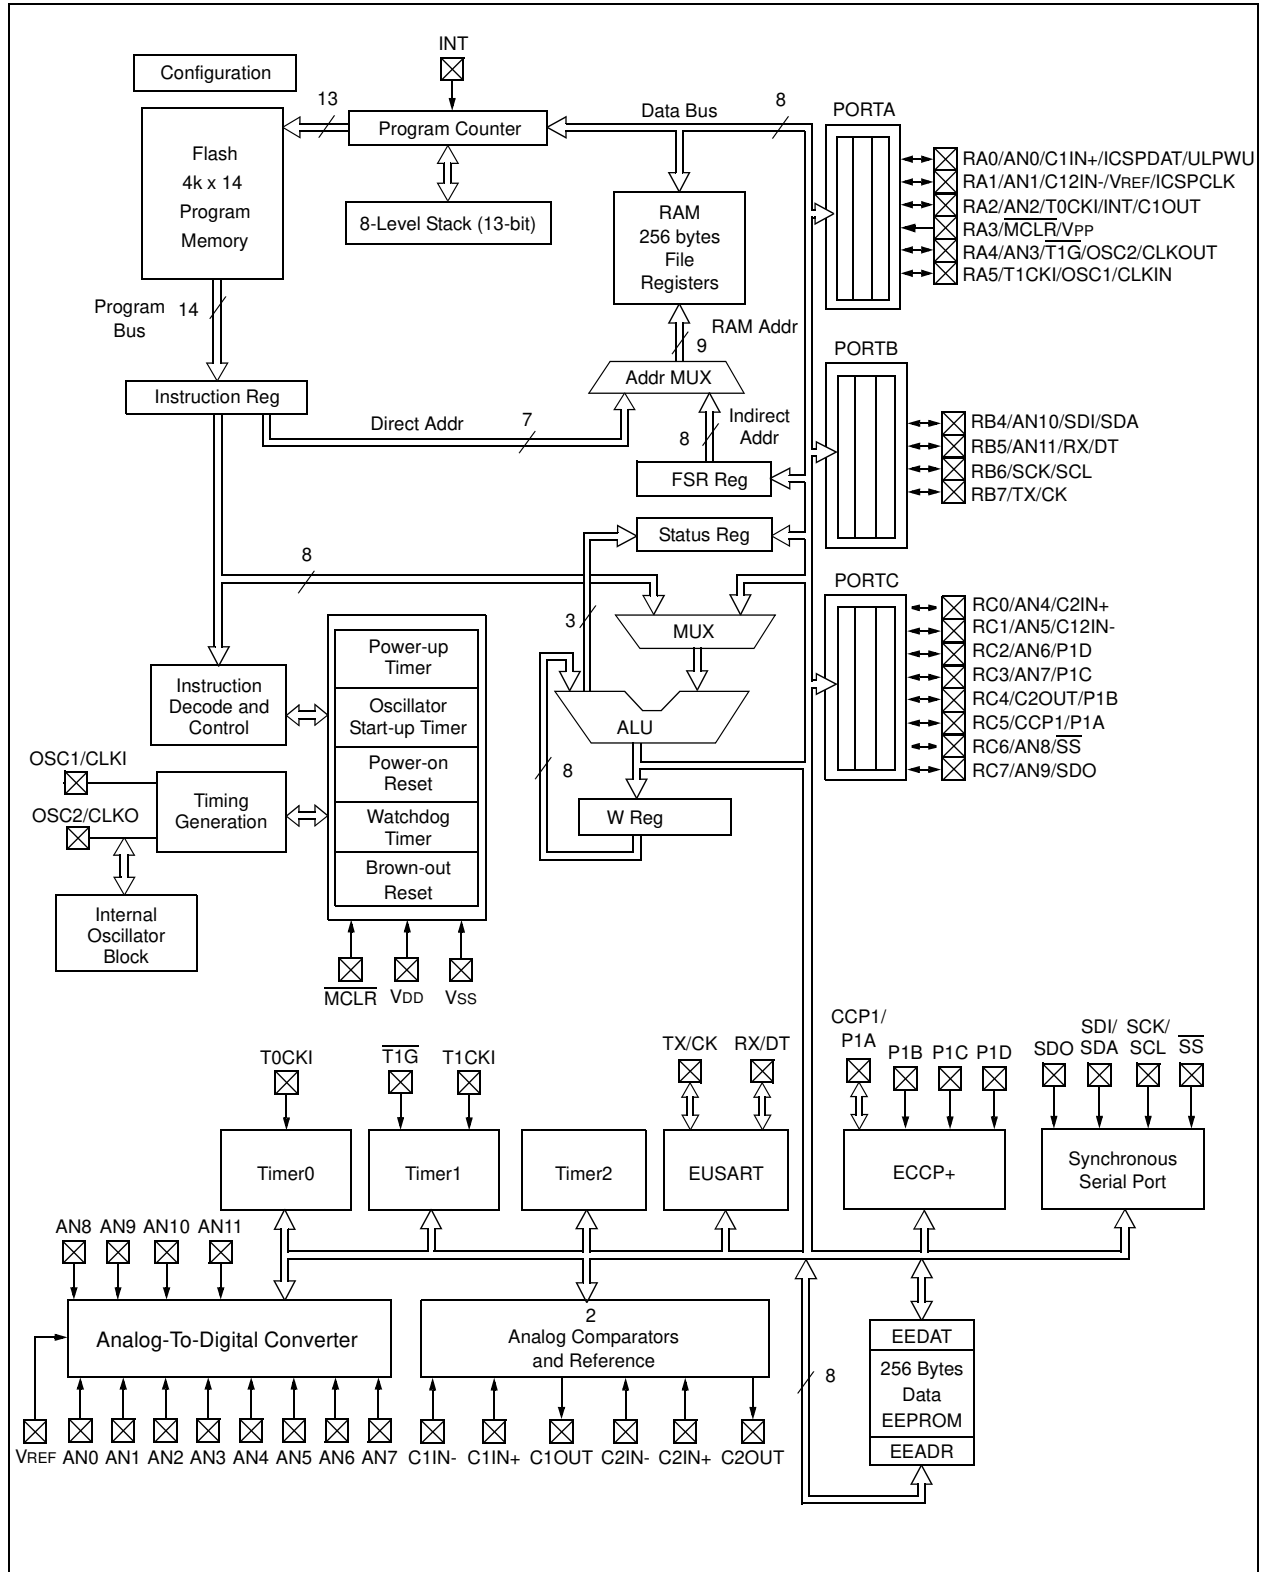 INT
Configuration
13
Program Counter
Data Bus
8
PORTA
Flash
4k x 14
Program
Memory
8-Level Stack (13-bit)
RAM
256 bytes
File
Registers
RA0/AN0/C1IN+/ICSPDAT/ULPWU
RA1/AN1/C12IN-/VREF/ICSPCLK
RA2/AN2/T0CKI/INT/C1OUT
RA3/MCLR/VPP
RA4/AN3/T1G/OSC2/CLKOUT
RA5/T1CKI/OSC1/CLKIN
Program
Bus
14
RAM Addr
9
PORTB
Addr MUX
Instruction Reg
Direct Addr
7
Indirect
Addr
8
FSR Reg
RB4/AN10/SDI/SDA
RB5/AN11/RX/DT
RB6/SCK/SCL
RB7/TX/CK
Status Reg
8
PORTC
3
MUX
RC0/AN4/C2IN+
RC1/AN5/C12IN-
RC2/AN6/P1D
RC3/AN7/P1C
RC4/C2OUT/P1B
RC5/CCP1/P1A
RC6/AN8/SS
RC7/AN9/SDO
Power-up
Timer
Oscillator
Start-up Timer
Power-on
Reset
Watchdog
Timer
Brown-out
Reset
Instruction
Decode and
Control
ALU
8
W Reg
OSC1/CLKI
OSC2/CLKO
Timing
Generation
Internal
Oscillator
Block
MCLR
VDD
VSS
T0CKI
T1G
T1CKI
TX/CK
RX/DT
CCP1/
P1A
P1B
P1C
P1D
SDO
SDI/
SDA
SCK/
SCL
SS
Timer0
Timer1
Timer2
EUSART
ECCP+
Synchronous
Serial Port
AN8
AN9
AN10
AN11
Analog-To-Digital Converter
2
Analog Comparators
and Reference
8
EEDAT
256 Bytes
Data
EEPROM
EEADR
VREF
AN0
AN1
AN2
AN3
AN4
AN5
AN6
AN7
C1IN-
C1IN+
C1OUT
C2IN-
C2IN+
C2OUT